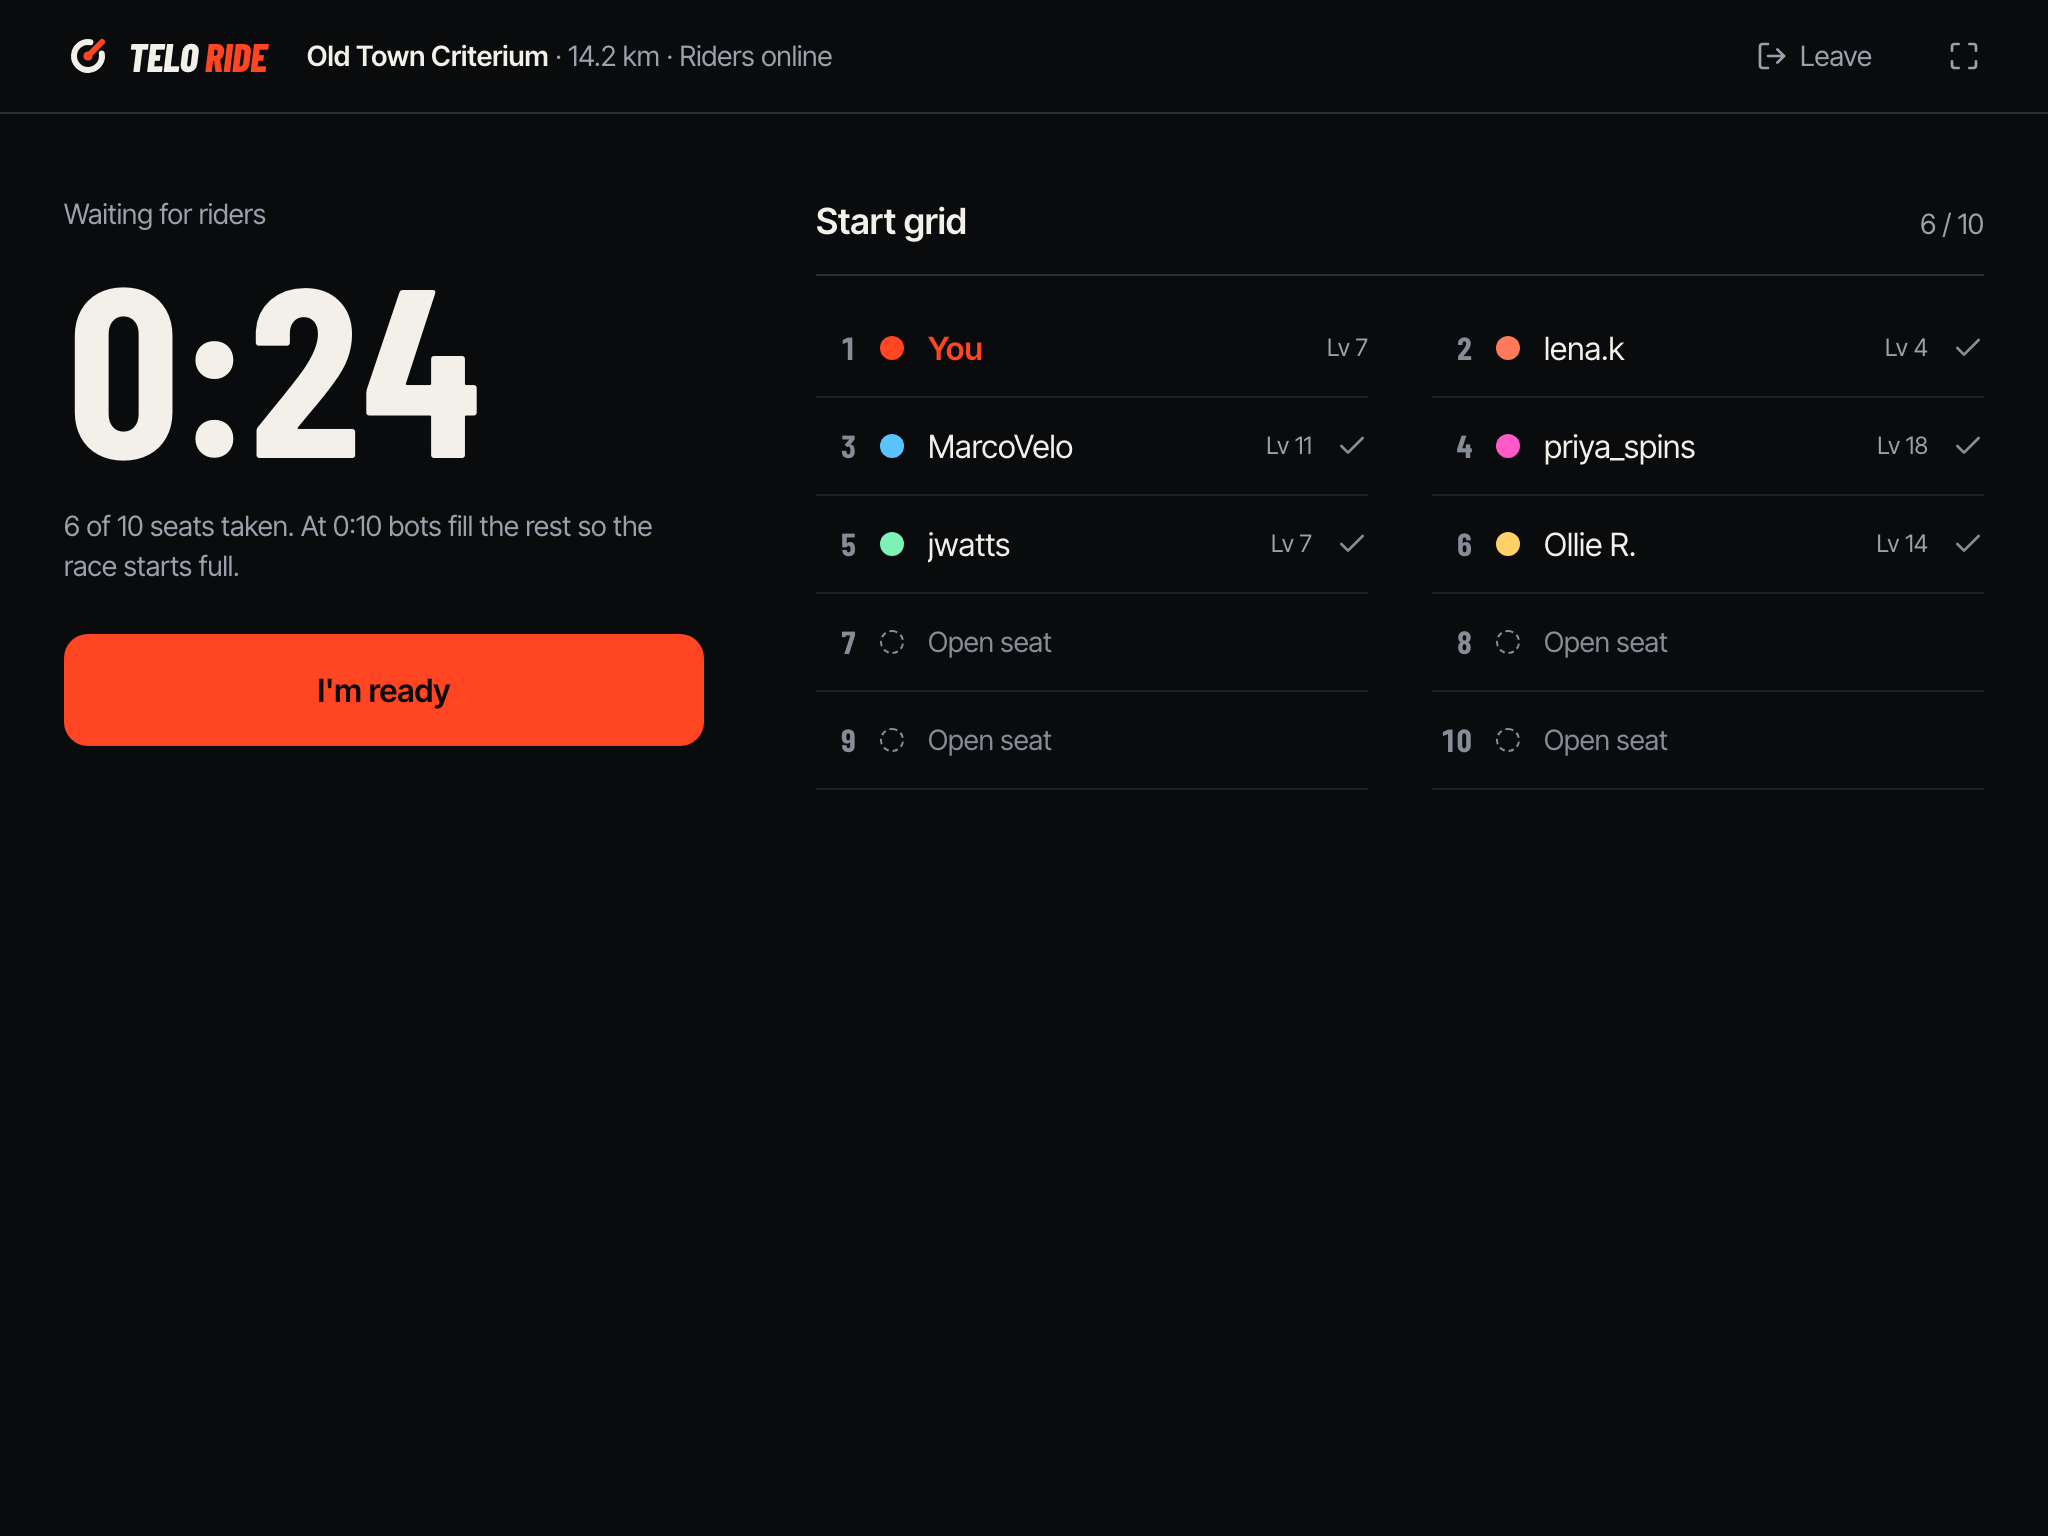 TELO RIDE
Old Town Criterium · 14.2 km · Riders online
Leave
Waiting for riders
0:24
6 of 10 seats taken. At 0:10 bots fill the rest so the
race starts full.
I'm ready
Start grid
6 / 10
1 You Lv 7
2 lena.k Lv 4
3 MarcoVelo Lv 11
4 priya_spins Lv 18
5 jwatts Lv 7
6 Ollie R. Lv 14
7 Open seat
8 Open seat
9 Open seat
10 Open seat